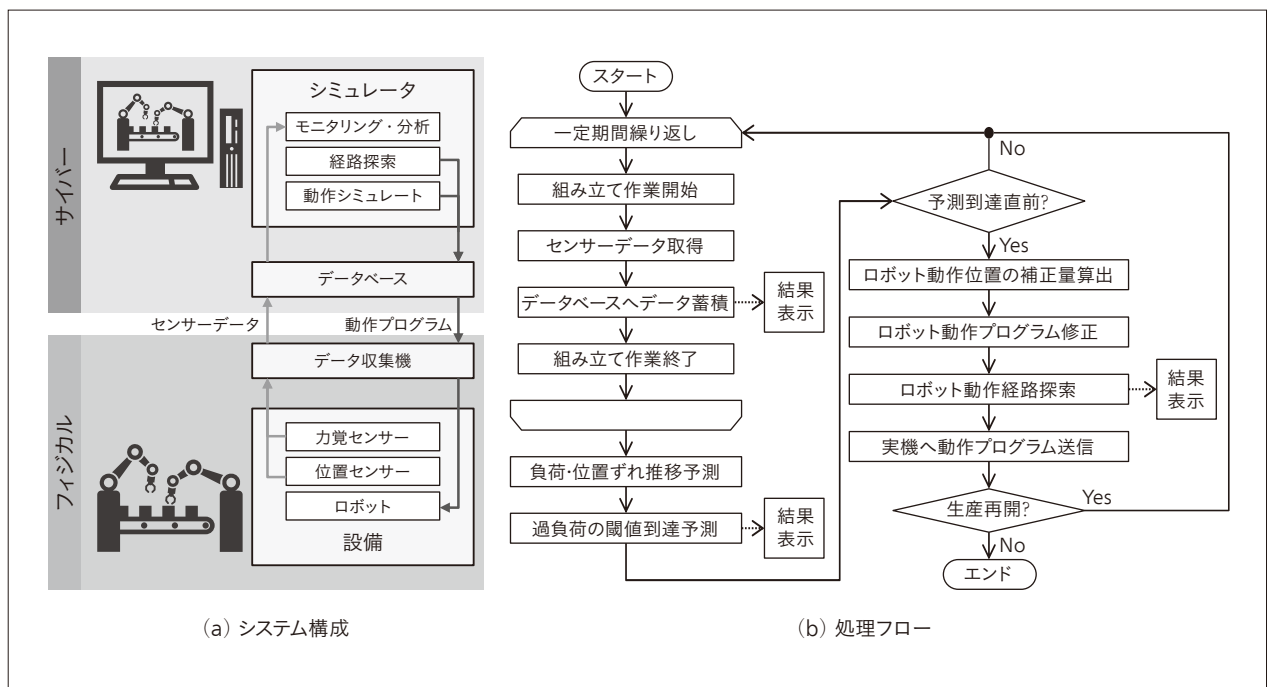 サイバー
シミュレータ
モニタリング・分析
経路探索
動作シミュレート
データベース
センサーデータ
動作プログラム
フィジカル
データ収集機
力覚センサー
位置センサー
ロボット
設備
(a) システム構成
スタート
一定期間繰り返し
組み立て作業開始
センサーデータ取得
データベースへデータ蓄積
結果
表示
組み立て作業終了
負荷・位置ずれ推移予測
過負荷の閾値到達予測
結果
表示
No
予測到達直前?
Yes
ロボット動作位置の補正量算出
ロボット動作プログラム修正
ロボット動作経路探索
結果
表示
実機へ動作プログラム送信
生産再開?
Yes
No
エンド
(b) 処理フロー